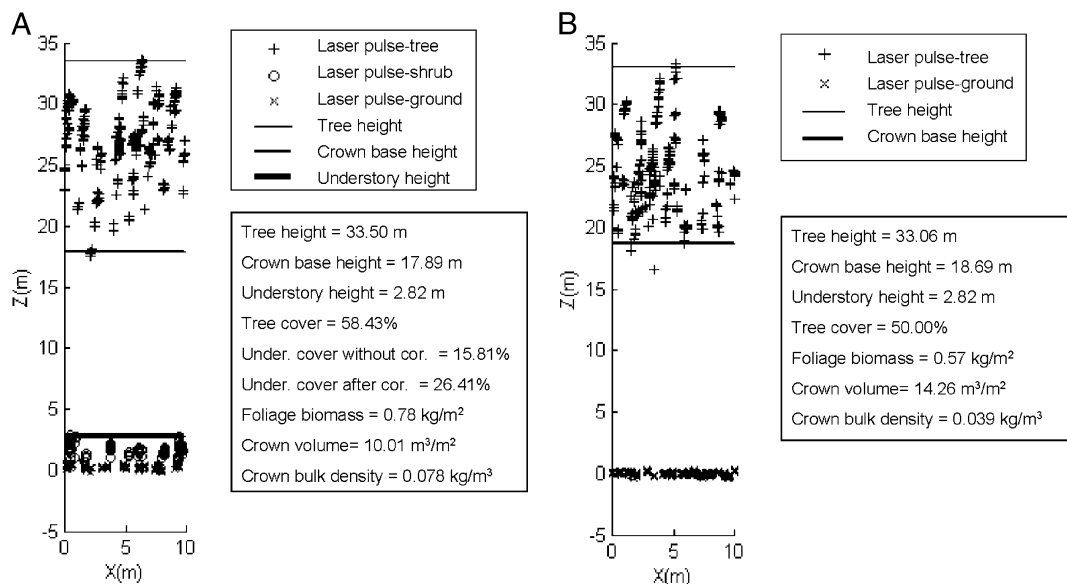 A
35
30
25
20
15
10
5
0
-5
Z(m)
0 5 10
X(m)
Laser pulse-tree
Laser pulse-shrub
Laser pulse-ground
Tree height
Crown base height
Understory height
Tree height = 33.50 m
Crown base height = 17.89 m
Understory height = 2.82 m
Tree cover = 58.43%
Under. cover without cor. = 15.81%
Under. cover after cor. = 26.41%
Foliage biomass = 0.78 kg/m²
Crown volume= 10.01 m³/m²
Crown bulk density = 0.078 kg/m³
B
35
30
25
20
15
10
5
0
-5
Z(m)
0 5 10
X(m)
Laser pulse-tree
Laser pulse-ground
Tree height
Crown base height
Tree height = 33.06 m
Crown base height = 18.69 m
Understory height = 2.82 m
Tree cover = 50.00%
Foliage biomass = 0.57 kg/m²
Crown volume= 14.26 m³/m²
Crown bulk density = 0.039 kg/m³